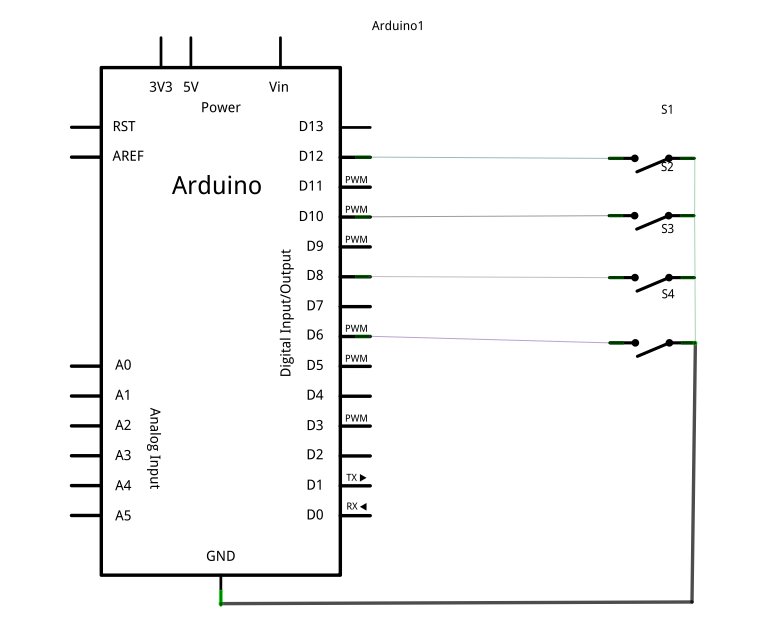 Arduino1
3V3 5V Vin
Power
RST
AREF
Arduino
D13
D12
D11 PWM
D10 PWM
D9 PWM
D8
D7
D6 PWM
D5 PWM
D4
D3 PWM
D2
D1 TX ▶
D0 RX ◀
Digital Input/Output
A0
A1
A2
A3
A4
A5
Analog Input
GND
S1
S2
S3
S4